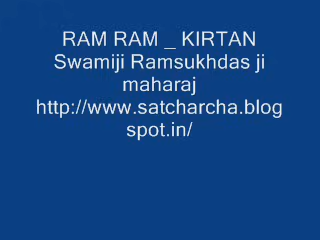 RAM RAM _ KIRTAN
Swamiji Ramsukhdas ji
maharaj
http://www.satcharcha.blog
spot.in/